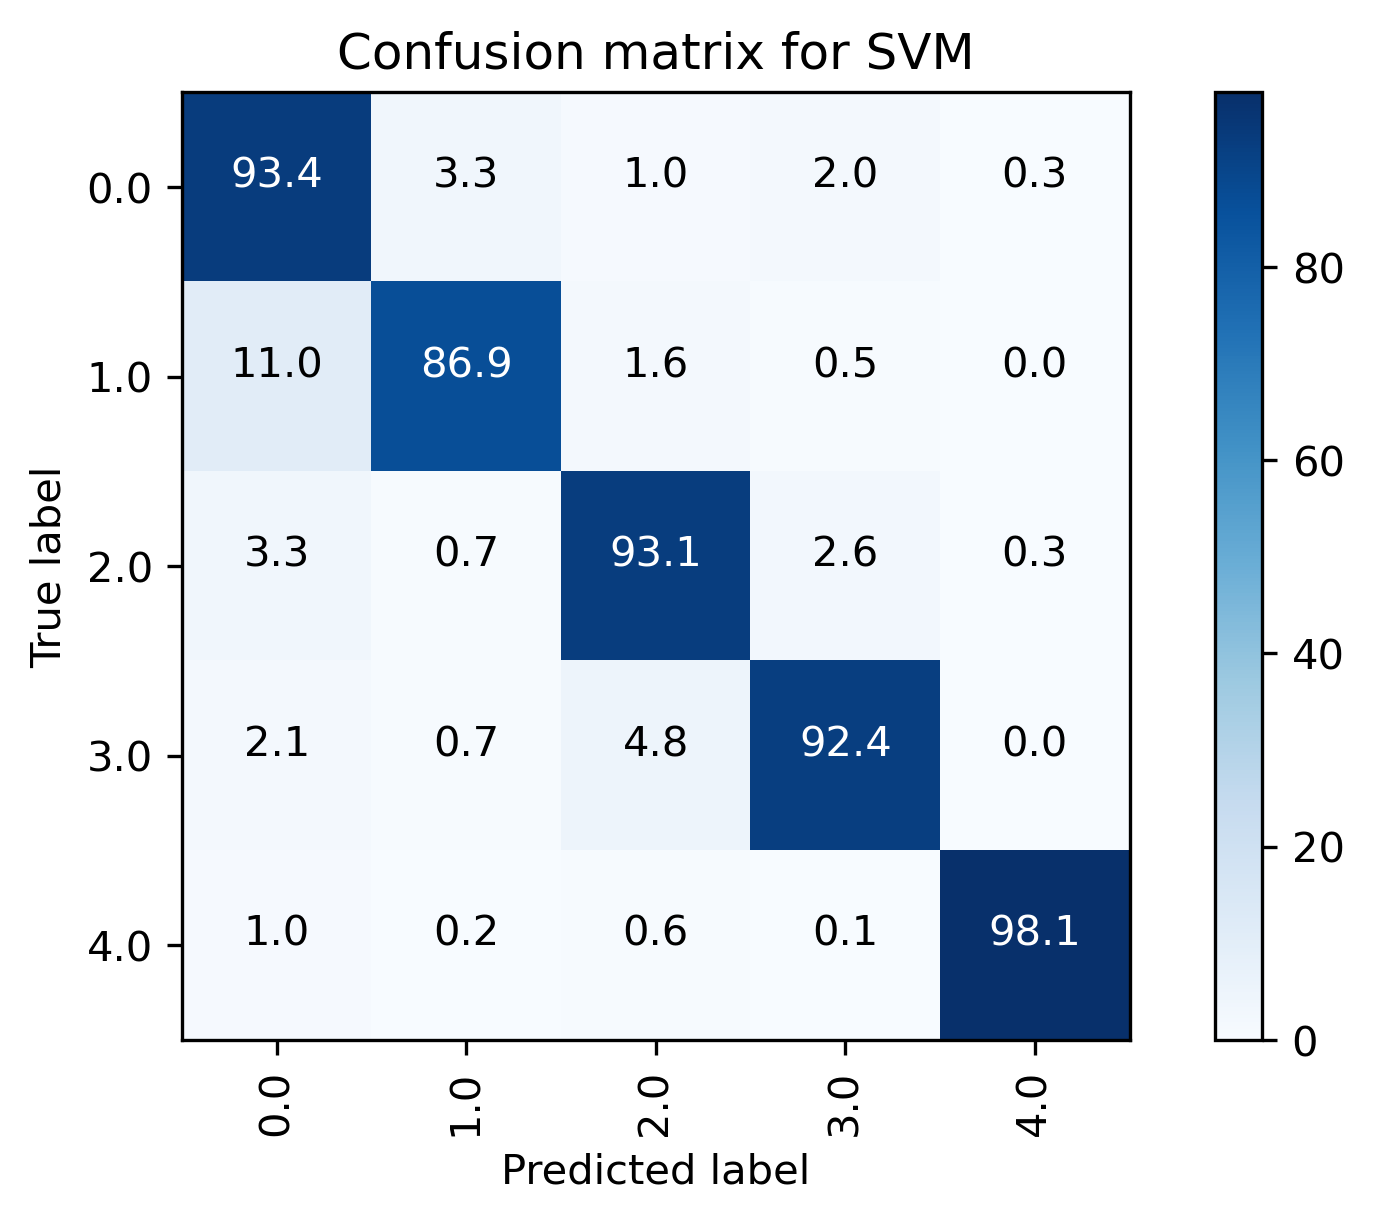 Confusion matrix for SVM
0.0 93.4 3.3 1.0 2.0 0.3
1.0 11.0 86.9 1.6 0.5 0.0
2.0 3.3 0.7 93.1 2.6 0.3
3.0 2.1 0.7 4.8 92.4 0.0
4.0 1.0 0.2 0.6 0.1 98.1
True label
0.0 1.0 2.0 3.0 4.0
Predicted label
80
60
40
20
0